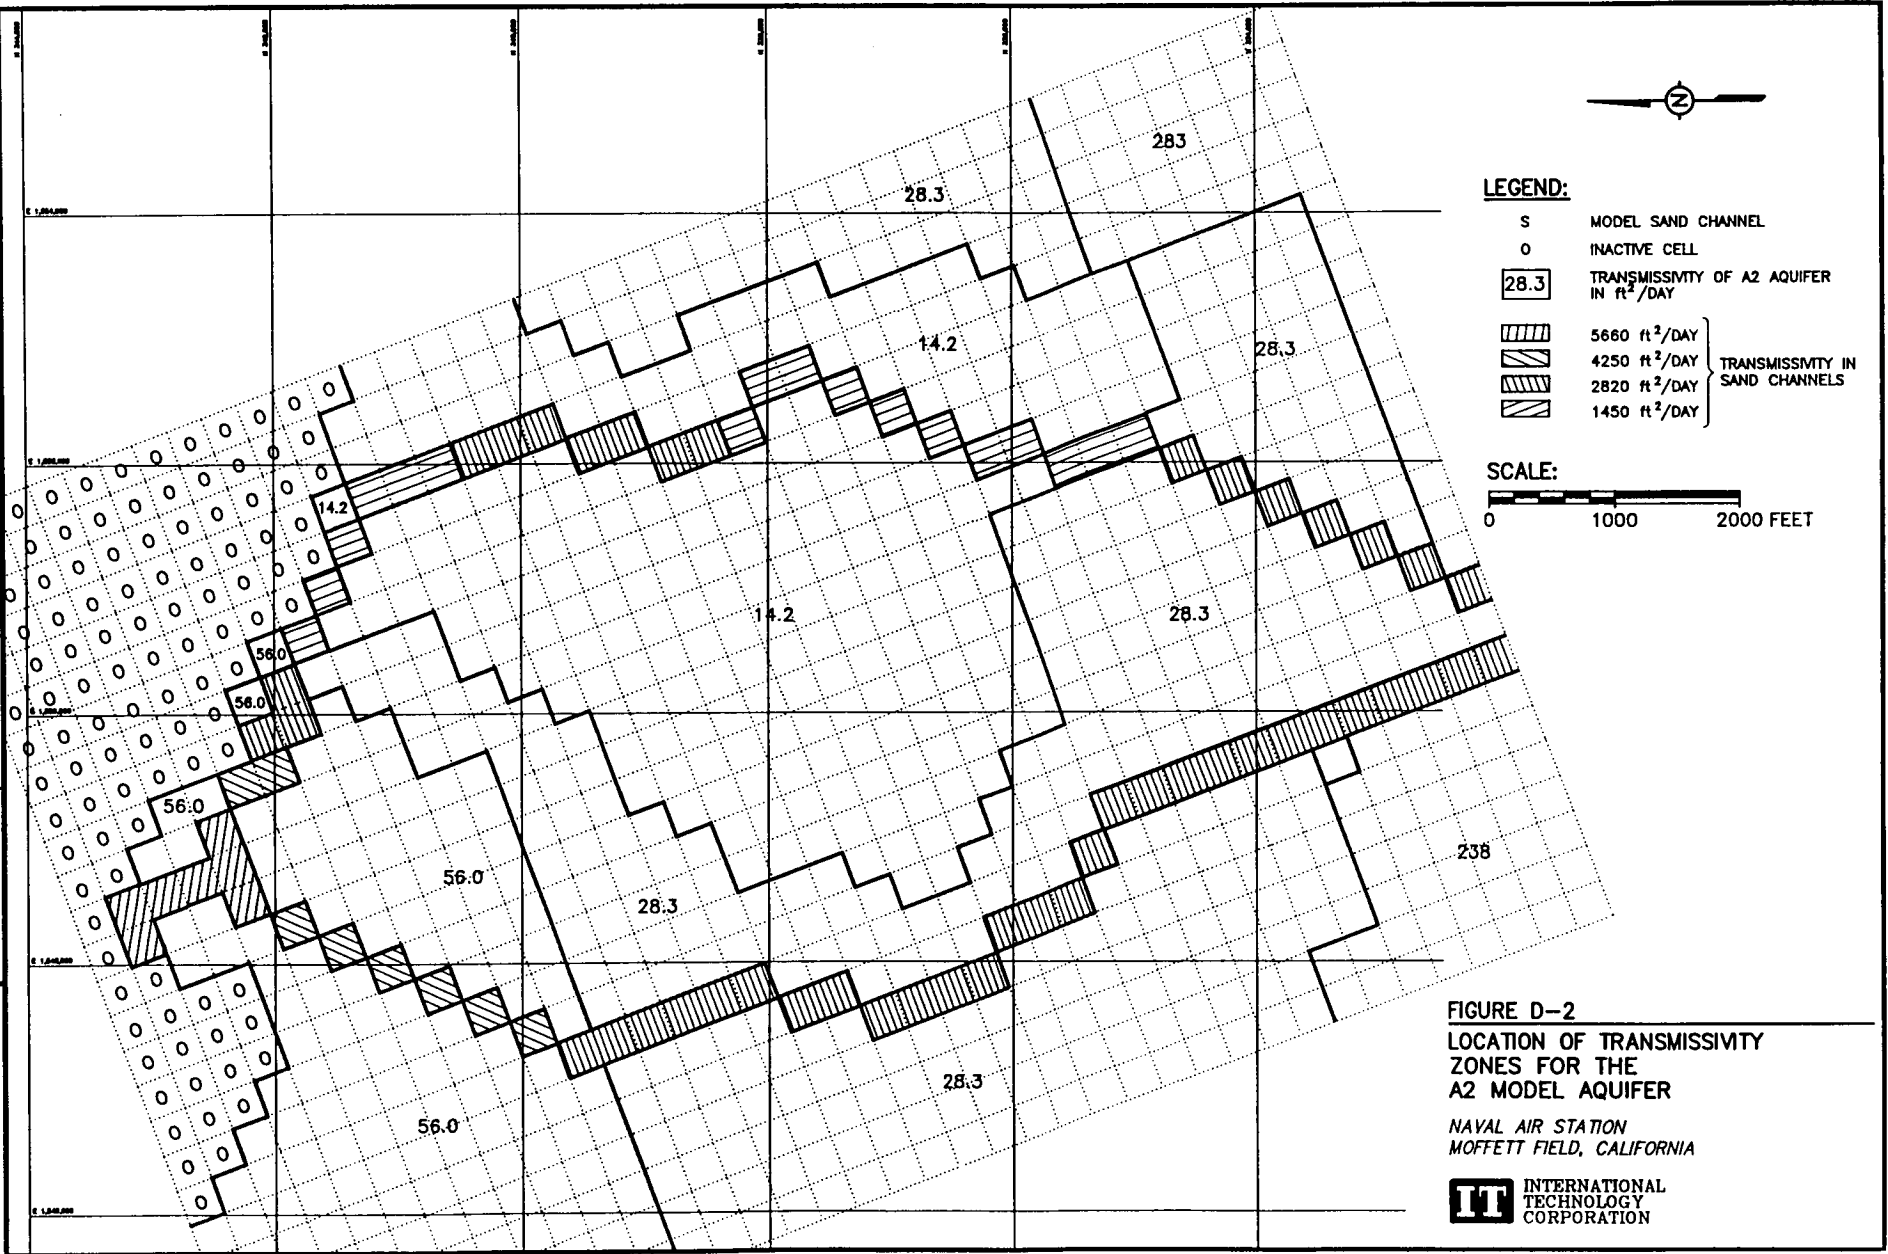 283
28.3
14.2
28.3
14.2
14.2
28.3
56.0
56.0
56.0
56.0
28.3
238
28.3
56.0
N
LEGEND:
S MODEL SAND CHANNEL
O INACTIVE CELL
28.3 TRANSMISSIVITY OF A2 AQUIFER
IN ft²/DAY
5660 ft²/DAY
4250 ft²/DAY
2820 ft²/DAY
1450 ft²/DAY
TRANSMISSIVITY IN
SAND CHANNELS
SCALE:
0 1000 2000 FEET
FIGURE D-2
LOCATION OF TRANSMISSIVITY
ZONES FOR THE
A2 MODEL AQUIFER
NAVAL AIR STATION
MOFFETT FIELD, CALIFORNIA
IT INTERNATIONAL
TECHNOLOGY
CORPORATION